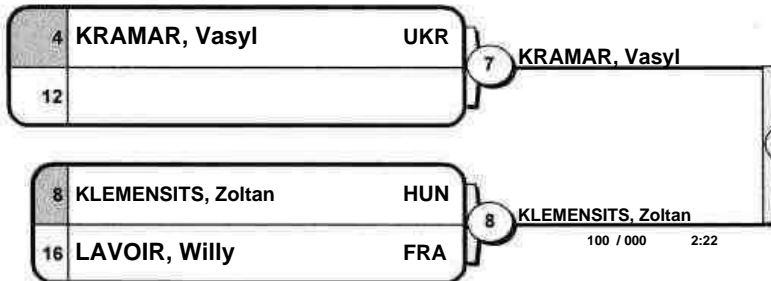 4 KRAMAR, Vasyl UKR
7 KRAMAR, Vasyl
12
8 KLEMENSITS, Zoltan HUN
8 KLEMENSITS, Zoltan
100 / 000 2:22
16 LAVOIR, Willy FRA